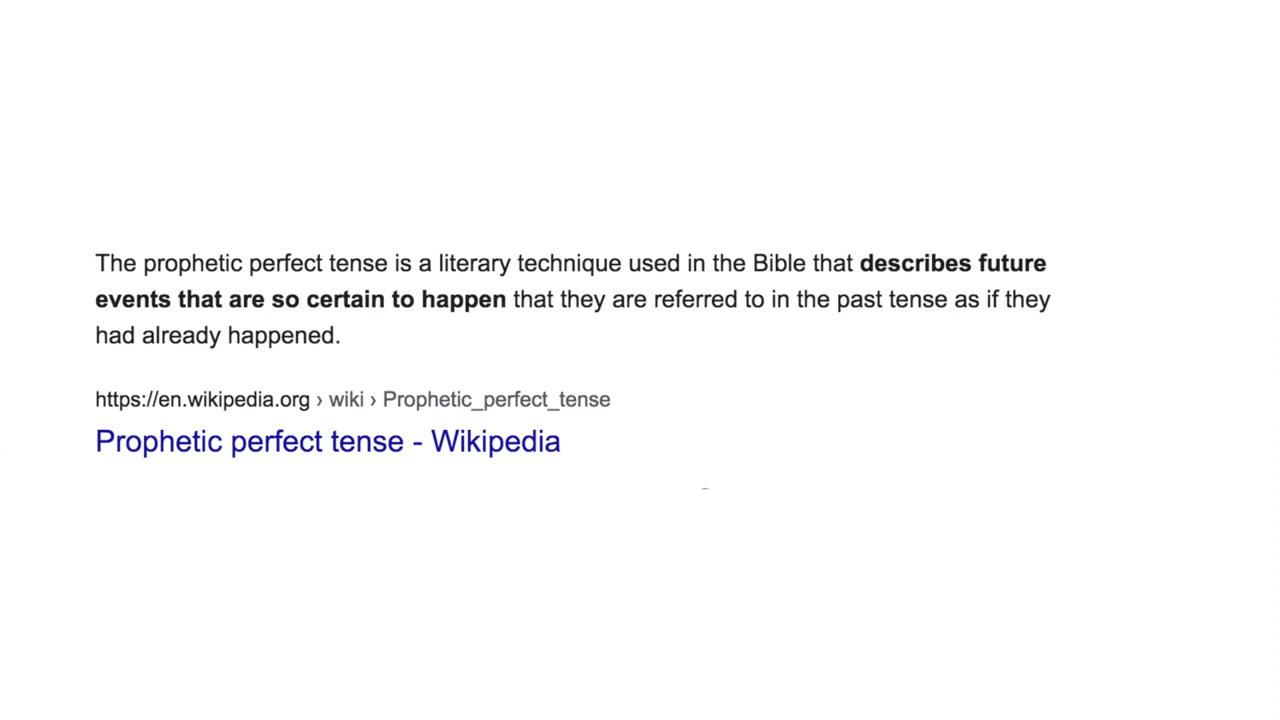 The prophetic perfect tense is a literary technique used in the Bible that describes future
events that are so certain to happen that they are referred to in the past tense as if they
had already happened.
https://en.wikipedia.org › wiki › Prophetic_perfect_tense
Prophetic perfect tense - Wikipedia